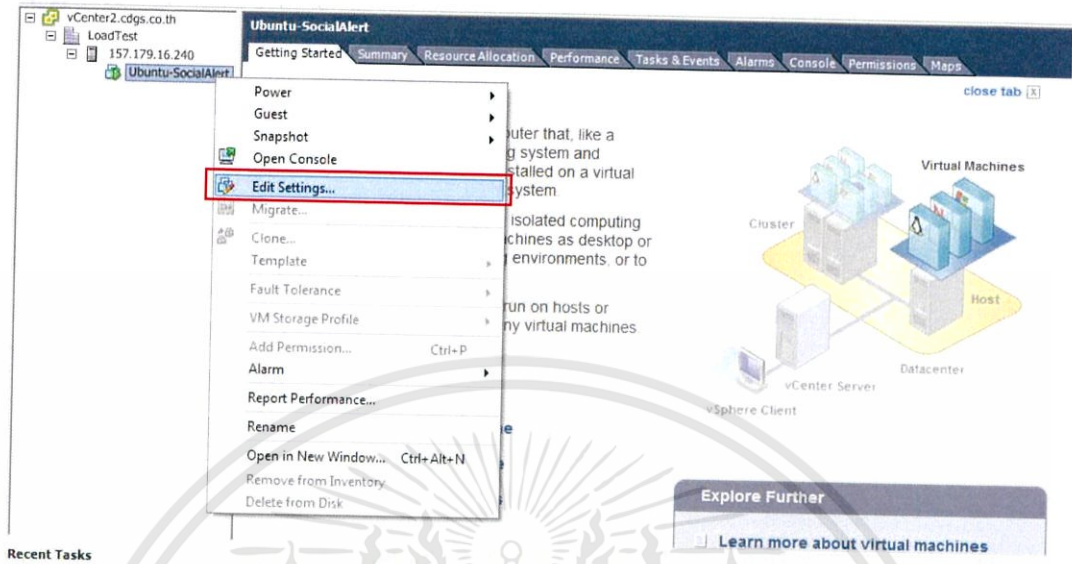 vCenter2.cdgs.co.th
LoadTest
157.179.16.240
Ubuntu-SocialAlert
Ubuntu-SocialAlert
Getting Started
Summary
Resource Allocation
Performance
Tasks & Events
Alarms
Console
Permissions
Maps
close tab
Power
Guest
Snapshot
Open Console
Edit Settings...
Migrate...
Clone...
Template
Fault Tolerance
VM Storage Profile
Add Permission... Ctrl+P
Alarm
Report Performance...
Rename
Open in New Window... Ctrl+Alt+N
Remove from Inventory
Delete from Disk
puter that, like a
g system and
stalled on a virtual
system.
isolated computing
achines as desktop or
environments, or to
run on hosts or
ny virtual machines
Virtual Machines
Cluster
Host
Datacenter
vCenter Server
vSphere Client
Explore Further
Learn more about virtual machines
Recent Tasks